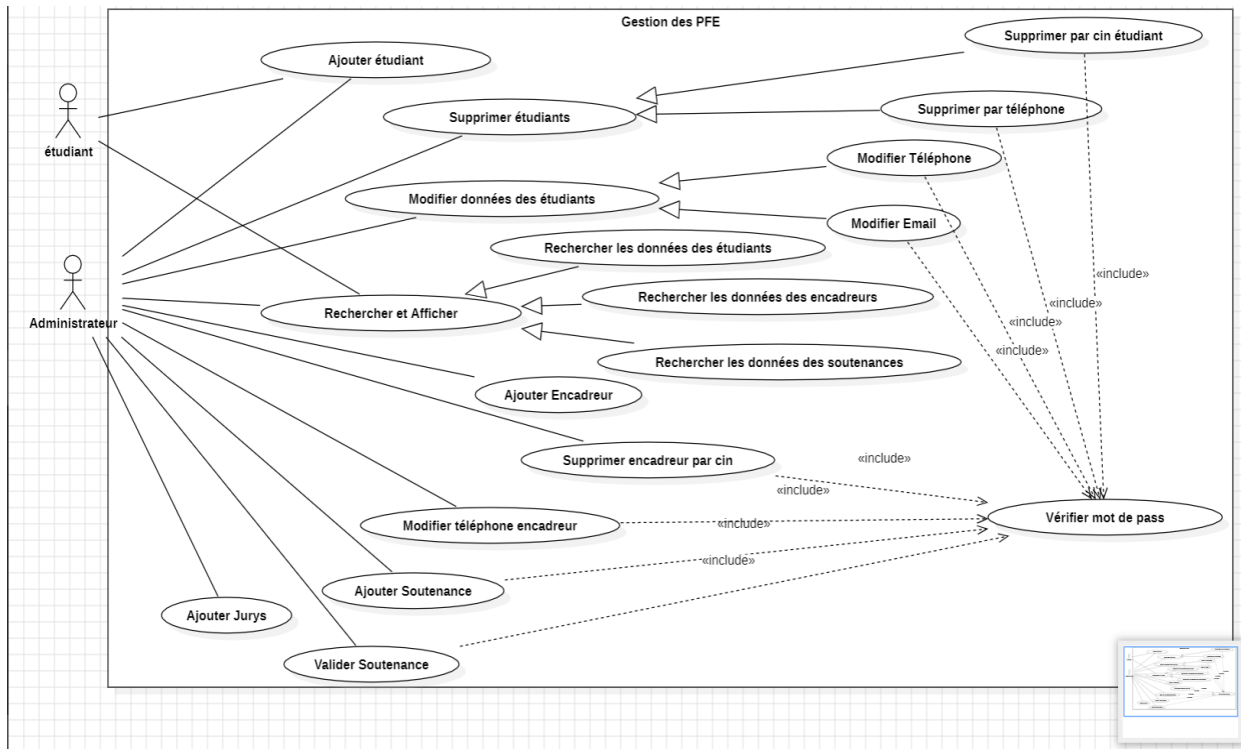 Gestion des PFE
Supprimer par cin étudiant
Ajouter étudiant
Supprimer étudiants
Supprimer par téléphone
étudiant
Modifier Téléphone
Modifier données des étudiants
Modifier Email
Rechercher les données des étudiants
«include»
Rechercher les données des encadreurs
«include»
Rechercher et Afficher
Administrateur
«include»
«include»
Rechercher les données des soutenances
Ajouter Encadreur
Supprimer encadreur par cin
«include»
«include»
Modifier téléphone encadreur
«include»
Vérifier mot de pass
«include»
Ajouter Soutenance
Ajouter Jurys
Valider Soutenance